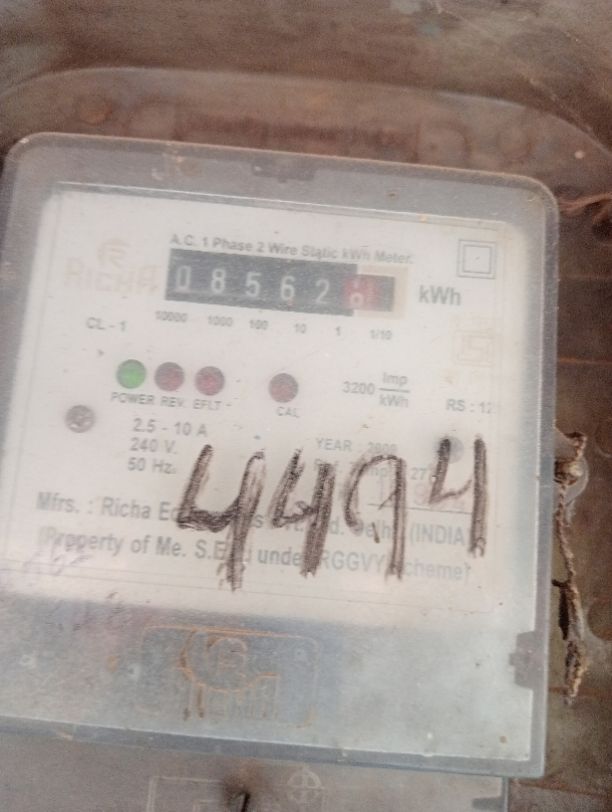 A.C. 1 Phase 2 Wire Static kWh Meter.
RICHA
08562
kWh
CL - 1
10000 1000 100 10 1 1/10
POWER REV. EFLT
CAL
3200 Imp/kWh
RS : 12
2.5 - 10 A
240 V.
50 Hz.
YEAR :
4494
Mfrs. : Richa (INDIA)
(Property of Me. S.E. under RGGVY Scheme)